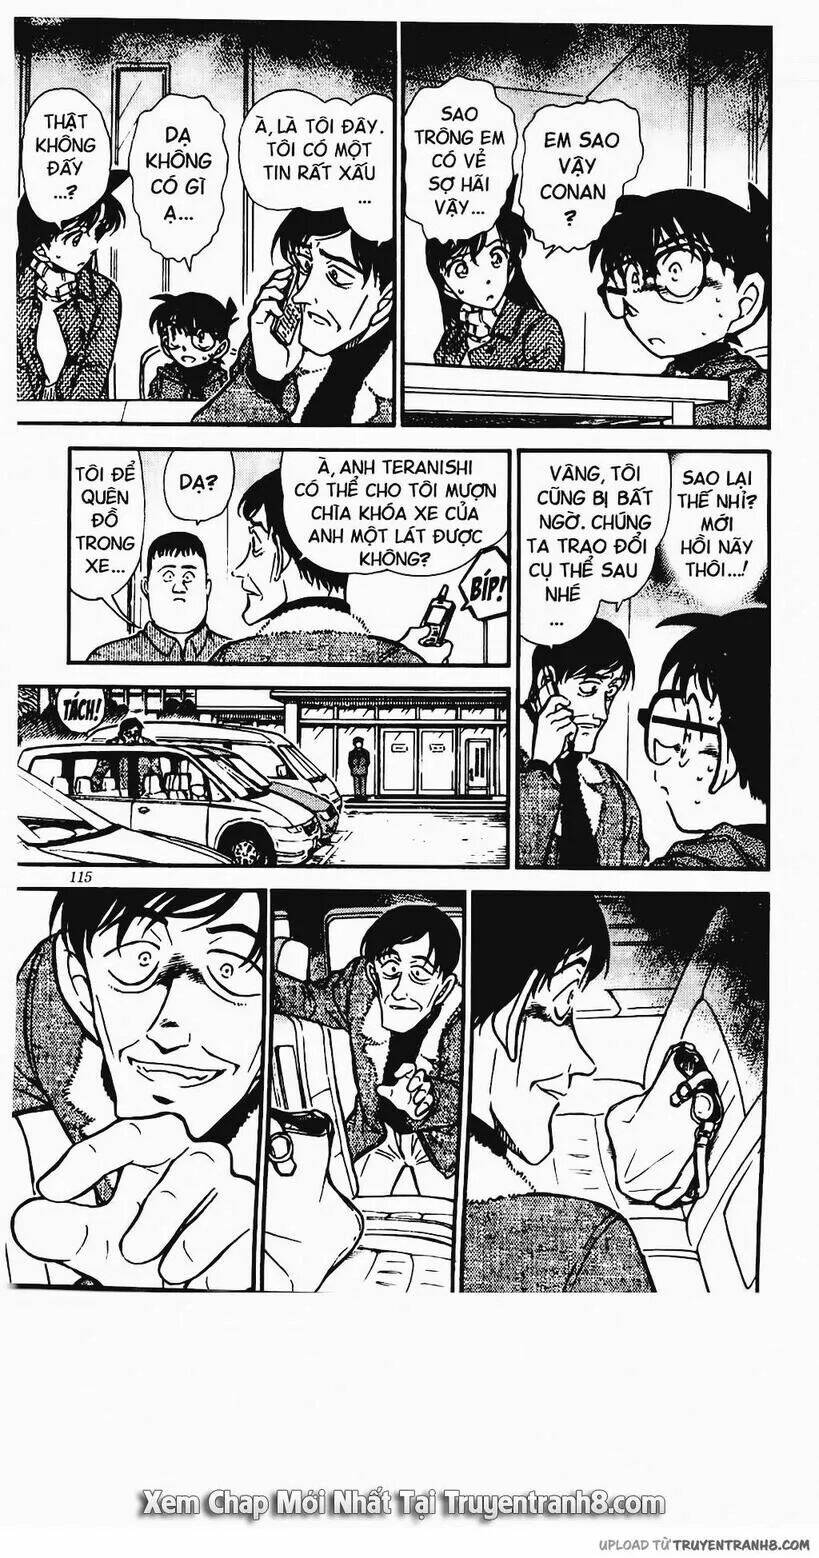 EM SAO
VẬY
CONAN
?
SAO
TRÔNG EM
CÓ VẺ
SỢ HÃI
VẬY...
À, LÀ TÔI ĐÂY.
TÔI CÓ MỘT
TIN RẤT XẤU
...
DẠ
KHÔNG
CÓ GÌ
Ạ...
THẬT
KHÔNG
ĐẤY
...?
SAO LẠI
THẾ NHỈ?
MỚI
HỒI NÃY
THÔI...!
VÂNG, TÔI
CŨNG BỊ BẤT
NGỜ. CHÚNG
TA TRAO ĐỔI
CỤ THỂ SAU
NHÉ
...
BÍP!
À, ANH TERANISHI
CÓ THỂ CHO TÔI MƯỢN
CHÌA KHÓA XE CỦA
ANH MỘT LÁT ĐƯỢC
KHÔNG?
DẠ?
TÔI ĐỂ
QUÊN
ĐỒ
TRONG
XE...
TÁCH!
115
Xem Chap Mới Nhất Tại Truyentranh8.com
UPLOAD TỪ TRUYENTRANH8.COM